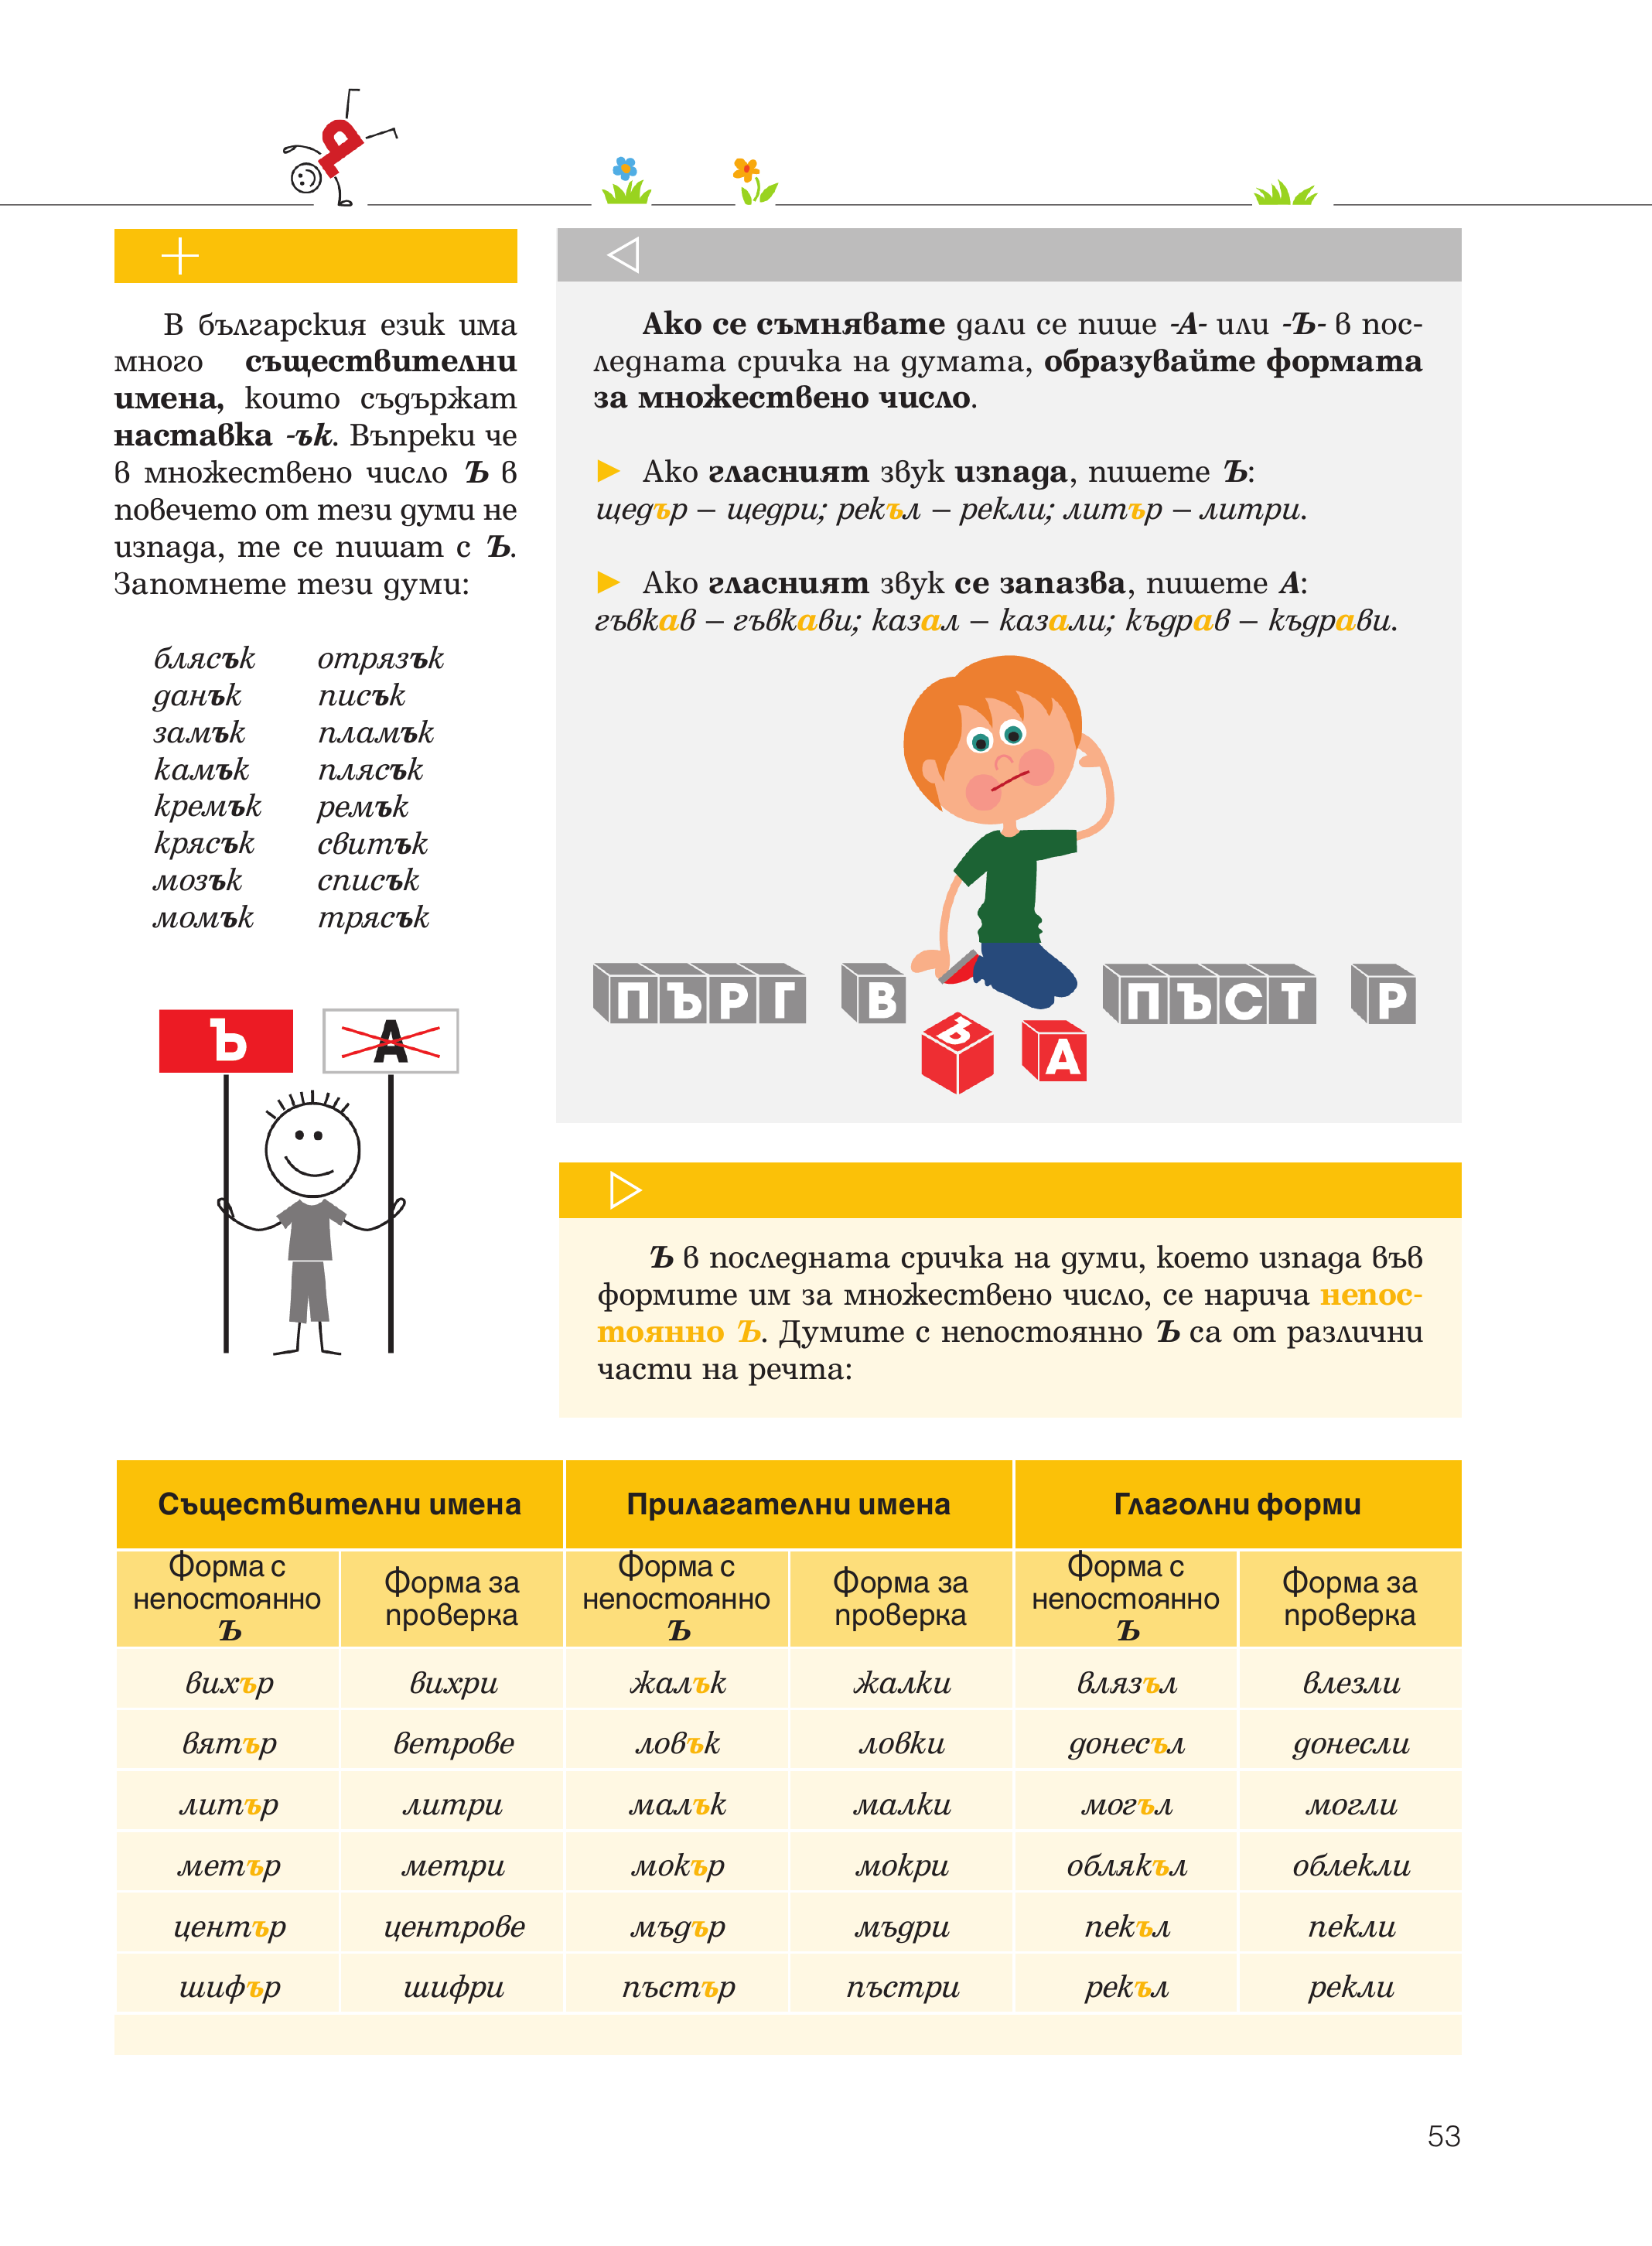 Р
В българския език има
много съществителни
имена, които съдържат
наставка -ък. Въпреки че
в множествено число Ъ в
повечето от тези думи не
изпада, те се пишат с Ъ.
Запомнете тези думи:
блясък
данък
замък
камък
кремък
крясък
мозък
момък
отрязък
писък
пламък
плясък
ремък
свитък
списък
трясък
Ъ А
Ако се съмнявате дали се пише -А- или -Ъ- в пос-
ледната сричка на думата, образувайте формата
за множествено число.
Ако гласният звук изпада, пишете Ъ:
щедър – щедри; рекъл – рекли; литър – литри.
Ако гласният звук се запазва, пишете А:
гъвкав – гъвкави; казал – казали; къдрав – къдрави.
ПЪРГ В ПЪСТ Р
Ъ А
Ъ в последната сричка на думи, което изпада във
формите им за множествено число, се нарича непос-
тоянно Ъ. Думите с непостоянно Ъ са от различни
части на речта:
Съществителни имена Прилагателни имена Глаголни форми
Форма с непостоянно Ъ Форма за проверка Форма с непостоянно Ъ Форма за проверка Форма с непостоянно Ъ Форма за проверка
вихър вихри жалък жалки влязъл влезли
вятър ветрове ловък ловки донесъл донесли
литър литри малък малки могъл могли
метър метри мокър мокри облякъл облекли
център центрове мъдър мъдри пекъл пекли
шифър шифри пъстър пъстри рекъл рекли
53